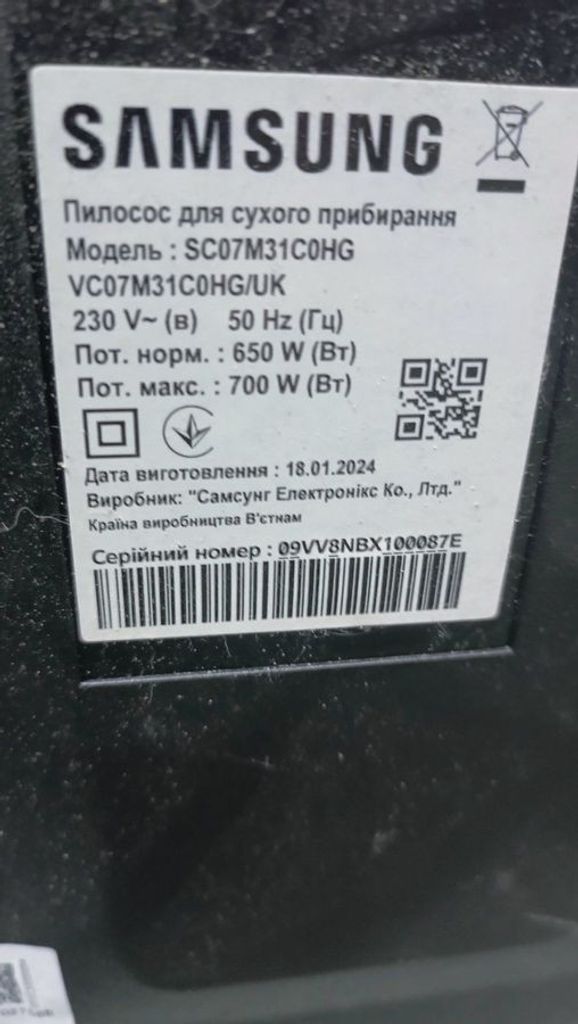 SAMSUNG
Пилосос для сухого прибирання
Модель : SC07M31C0HG
VC07M31C0HG/UK
230 V~ (в) 50 Hz (Гц)
Пот. норм. : 650 W (Вт)
Пот. макс. : 700 W (Вт)
Дата виготовлення : 18.01.2024
Виробник: "Самсунг Електронікс Ко., Лтд."
Країна виробництва В'єтнам
Серійний номер : 09VV8NBX100087E